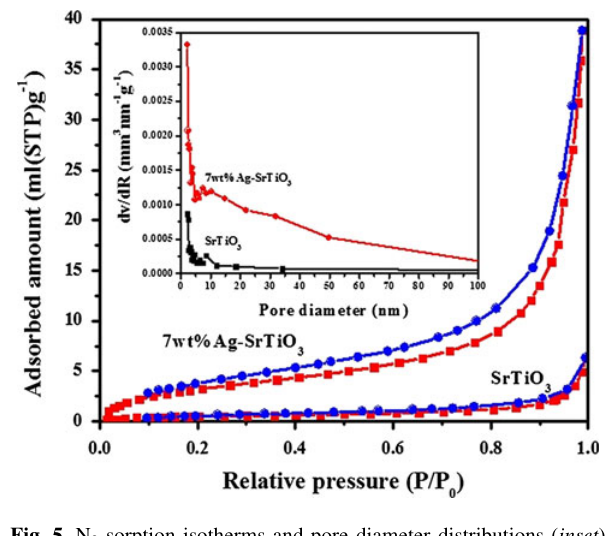 40
35
30
25
20
15
10
5
0
Adsorbed amount (ml(STP)g⁻¹)
0.0035
0.0030
0.0025
0.0020
0.0015
0.0010
0.0005
0.0000
dv/dR (mm³nm⁻¹g⁻¹)
7wt%Ag-SrTiO₃
SrTiO₃
0 10 20 30 40 50 60 70 80 90 100
Pore diameter (nm)
7wt%Ag-SrTiO₃
SrTiO₃
0.0 0.2 0.4 0.6 0.8 1.0
Relative pressure (P/P₀)
Fig. 5 N₂ sorption isotherms and pore diameter distributions (inset)